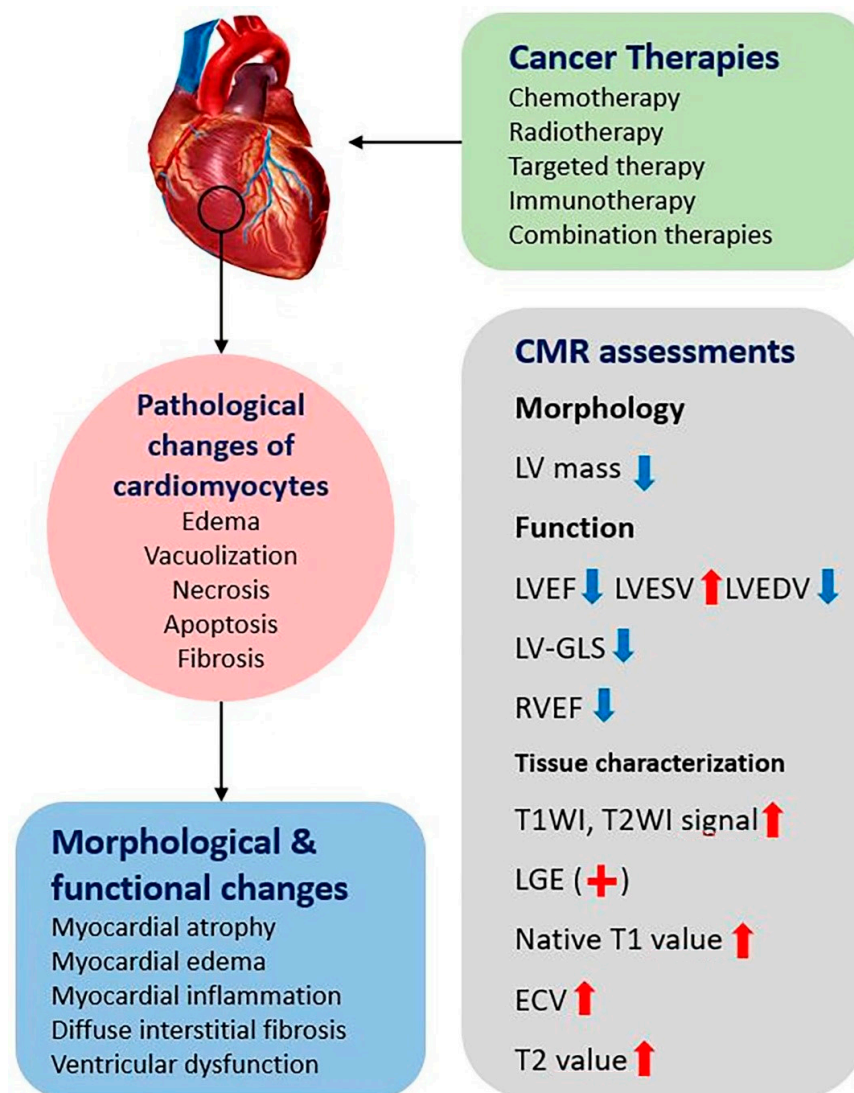 Cancer Therapies
Chemotherapy
Radiotherapy
Targeted therapy
Immunotherapy
Combination therapies
Pathological
changes of
cardiomyocytes
Edema
Vacuolization
Necrosis
Apoptosis
Fibrosis
Morphological &
functional changes
Myocardial atrophy
Myocardial edema
Myocardial inflammation
Diffuse interstitial fibrosis
Ventricular dysfunction
CMR assessments
Morphology
LV mass
Function
LVEF LVESV LVEDV
LV-GLS
RVEF
Tissue characterization
T1WI, T2WI signal
LGE (+)
Native T1 value
ECV
T2 value